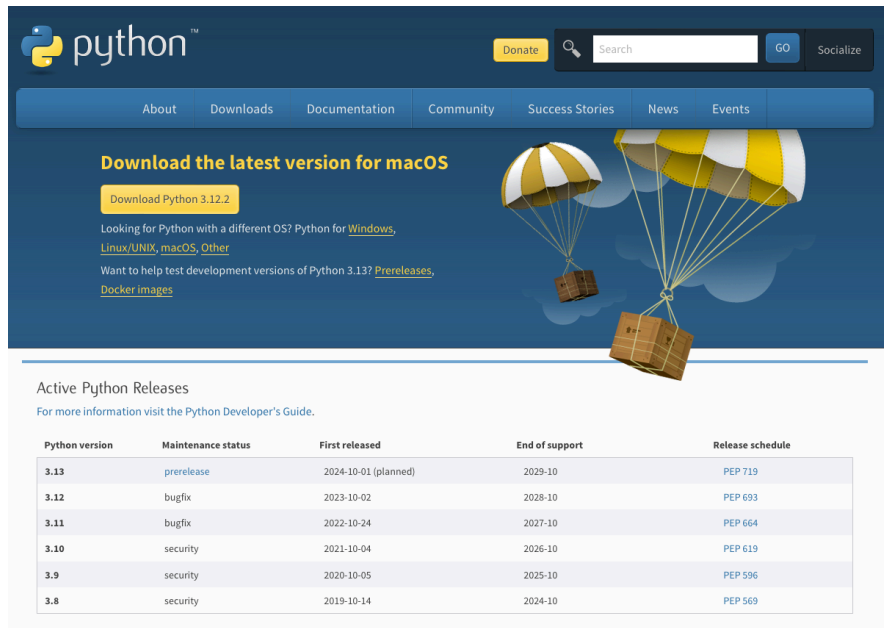 python™
Donate
Search
GO
Socialize
About Downloads Documentation Community Success Stories News Events
Download the latest version for macOS
Download Python 3.12.2
Looking for Python with a different OS? Python for Windows,
Linux/UNIX, macOS, Other
Want to help test development versions of Python 3.13? Prereleases,
Docker images
Active Python Releases
For more information visit the Python Developer's Guide.
Python version Maintenance status First released End of support Release schedule
3.13 prerelease 2024-10-01 (planned) 2029-10 PEP 719
3.12 bugfix 2023-10-02 2028-10 PEP 693
3.11 bugfix 2022-10-24 2027-10 PEP 664
3.10 security 2021-10-04 2026-10 PEP 619
3.9 security 2020-10-05 2025-10 PEP 596
3.8 security 2019-10-14 2024-10 PEP 569